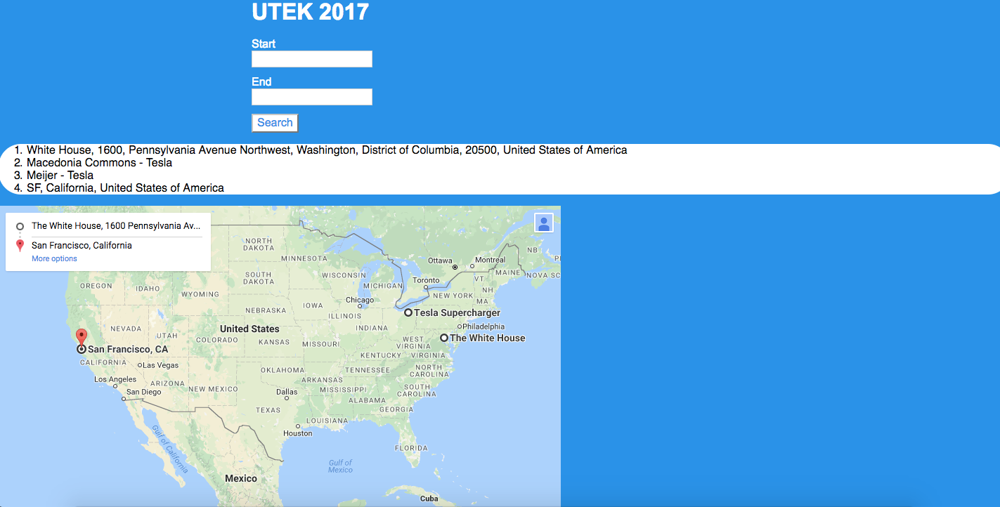 UTEK 2017
Start
End
Search
1. White House, 1600, Pennsylvania Avenue Northwest, Washington, District of Columbia, 20500, United States of America
2. Macedonia Commons - Tesla
3. Meijer - Tesla
4. SF, California, United States of America
The White House, 1600 Pennsylvania Av...
San Francisco, California
More options
NORTH
DAKOTA
MINNESOTA
SOUTH
DAKOTA
WISCONSIN
MICHIGAN
Ottawa
Montreal
NB
P
MAINE
NOVA SC
VT
NH
MA
Toronto
NEW YORK
OREGON
IDAHO
WYOMING
Chicago
IOWA
NEBRASKA
ILLINOIS
INDIANA
Tesla Supercharger
Philadelphia
The White House
NEVADA
UTAH
United States
COLORADO
KANSAS
MISSOURI
WEST
VIRGINIA
KENTUCKY
VIRGINIA
San Francisco, CA
CALIFORNIA
Las Vegas
OKLAHOMA
TENNESSEE
NORTH
CAROLINA
Los Angeles
ARIZONA
NEW MEXICO
ARKANSAS
MISSISSIPPI
SOUTH
CAROLINA
San Diego
Dallas
ALABAMA
TEXAS
GEORGIA
LOUISIANA
Houston
Gulf of California
FLORIDA
Gulf of
Mexico
Mexico
Cuba